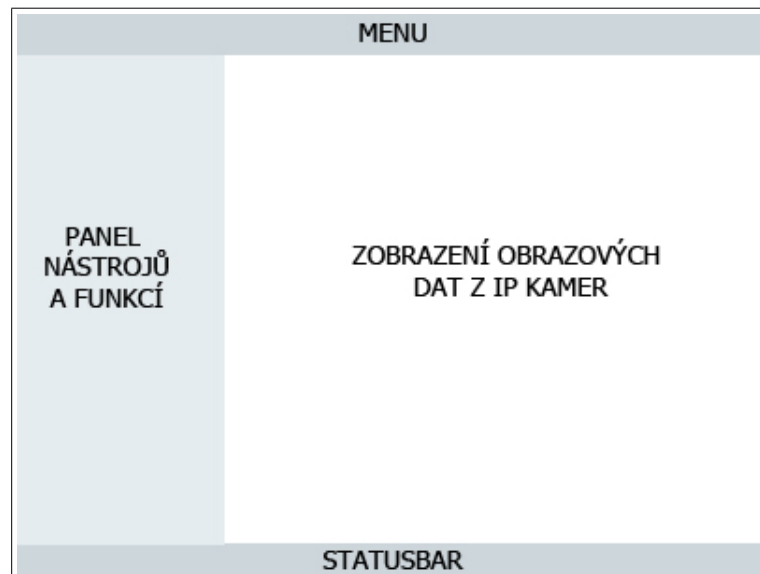 MENU
PANEL
NÁSTROJŮ
A FUNKCÍ
ZOBRAZENÍ OBRAZOVÝCH
DAT Z IP KAMER
STATUSBAR